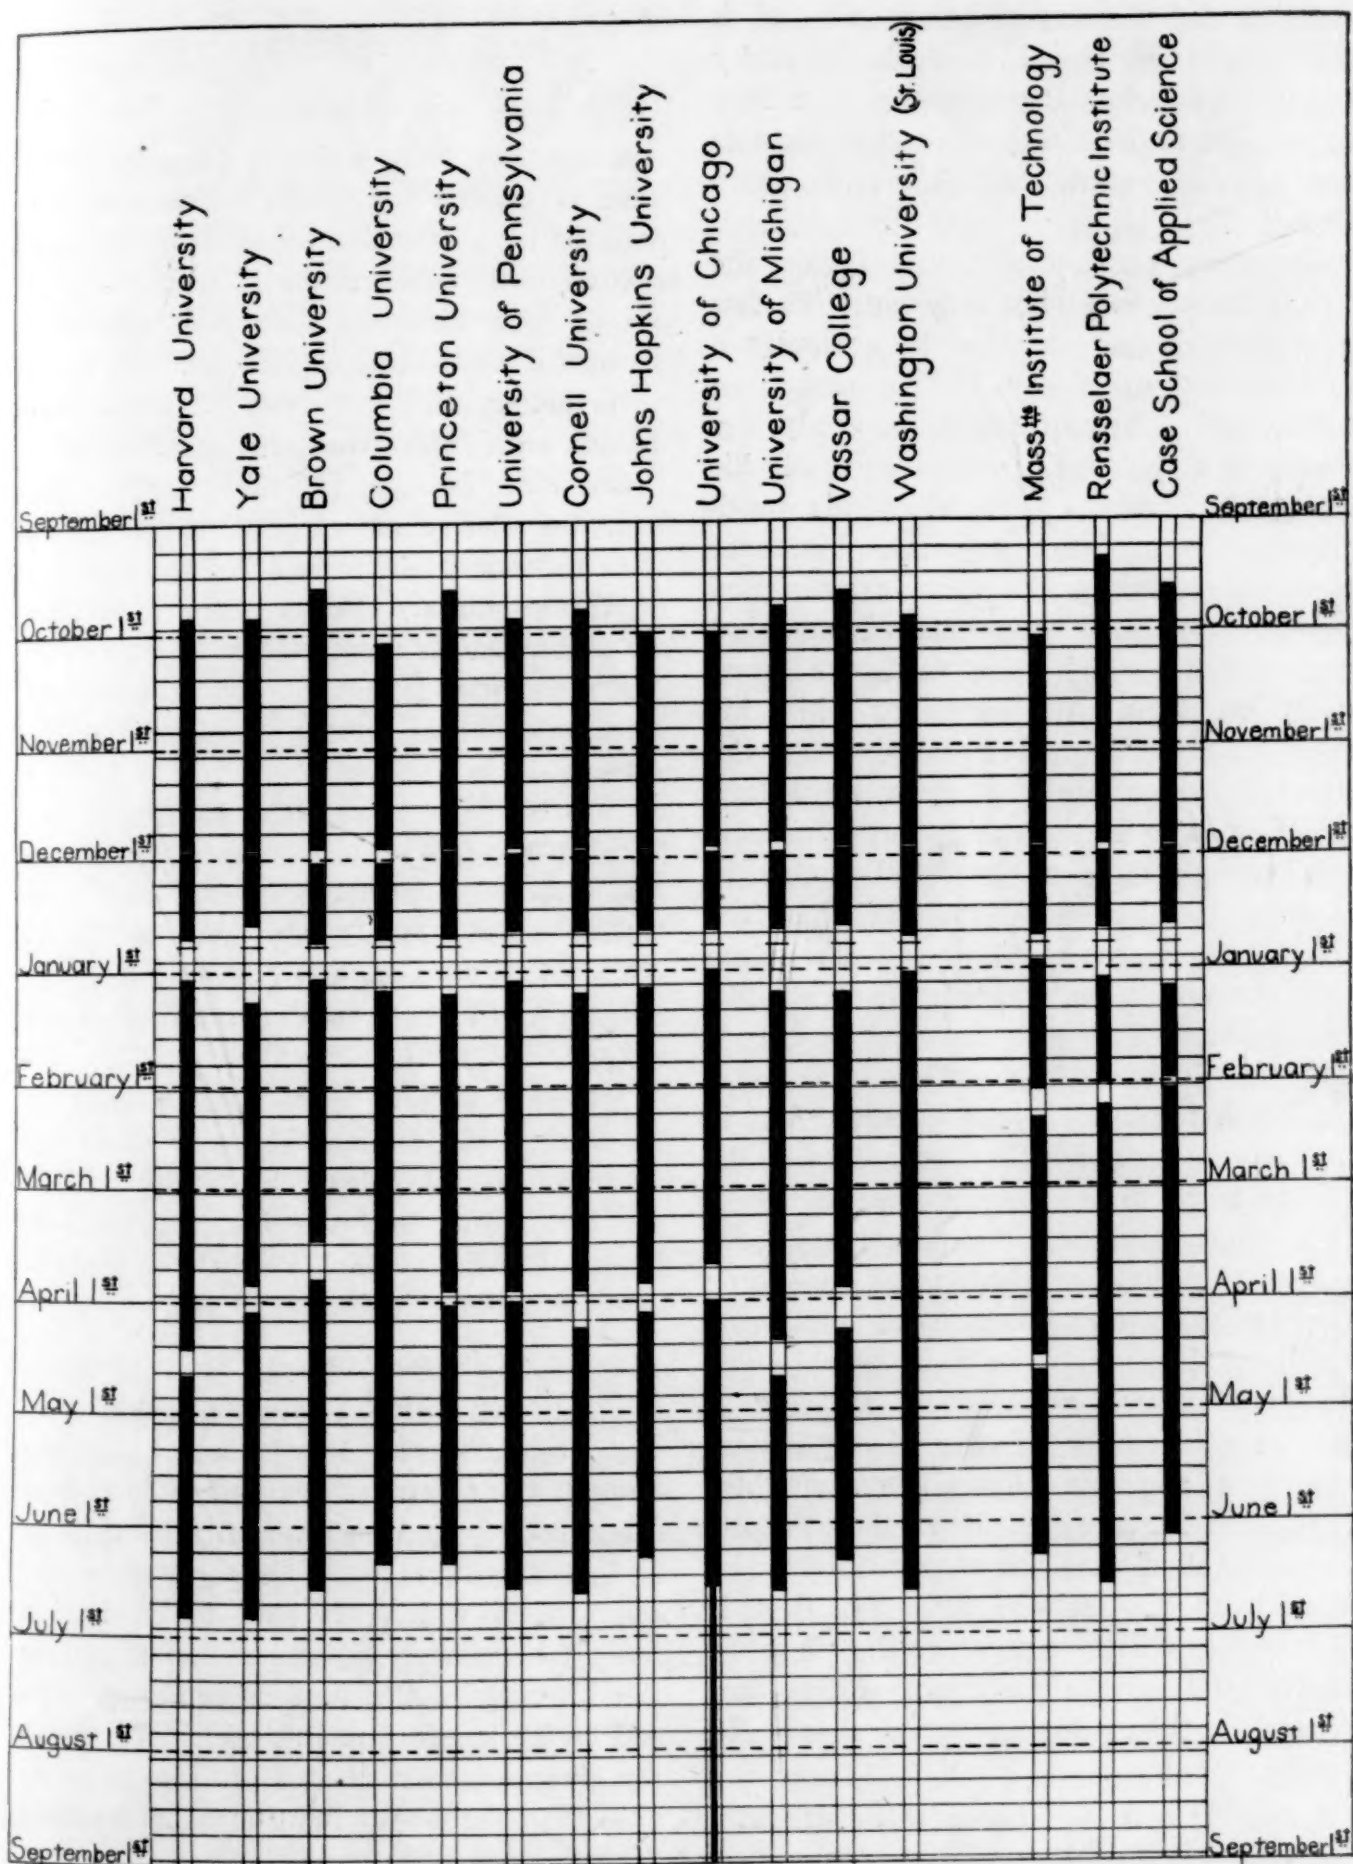 Harvard University
Yale University
Brown University
Columbia University
Princeton University
University of Pennsylvania
Cornell University
Johns Hopkins University
University of Chicago
University of Michigan
Vassar College
Washington University (St. Louis)
Masstts Institute of Technology
Rensselaer Polytechnic Institute
Case School of Applied Science
September 1st
October 1st
November 1st
December 1st
January 1st
February 1st
March 1st
April 1st
May 1st
June 1st
July 1st
August 1st
September 1st
September 1st
October 1st
November 1st
December 1st
January 1st
February 1st
March 1st
April 1st
May 1st
June 1st
July 1st
August 1st
September 1st